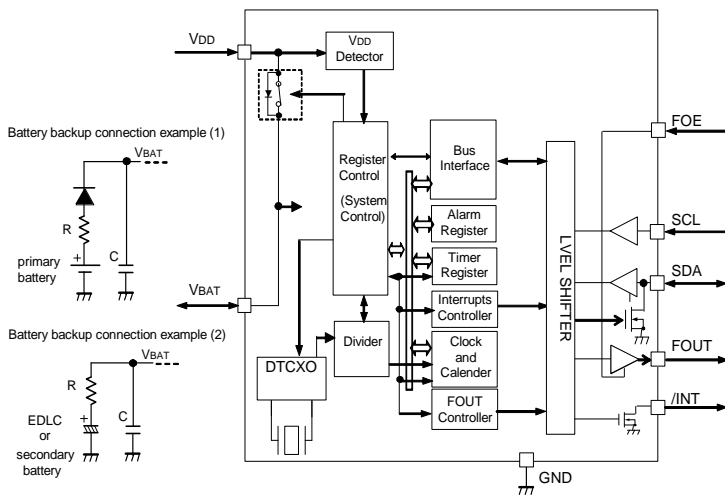 VDD
VDD
Detector
FOE
Battery backup connection example (1)
VBAT
Register
Control
(System
Control)
Bus
Interface
R
+
C
primary
battery
Alarm
Register
SCL
Timer
Register
SDA
VBAT
Interrupts
Controller
LVEL SHIFTER
Battery backup connection example (2)
VBAT
Divider
Clock
and
Calender
FOUT
DTCXO
R
+
C
EDLC
or
secondary
battery
FOUT
Controller
/INT
GND